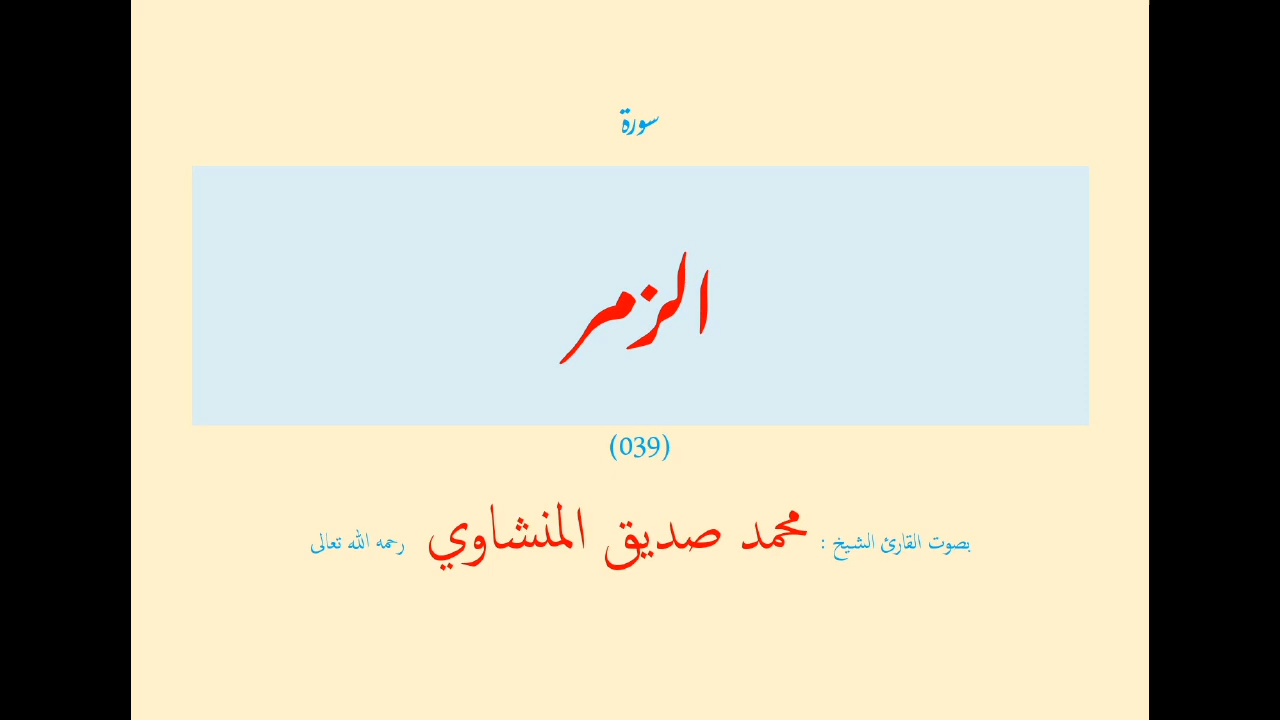 سورة
الزمر
(039)
بصوت القارئ الشيخ : محمد صديق المنشاوي رحمه الله تعالى